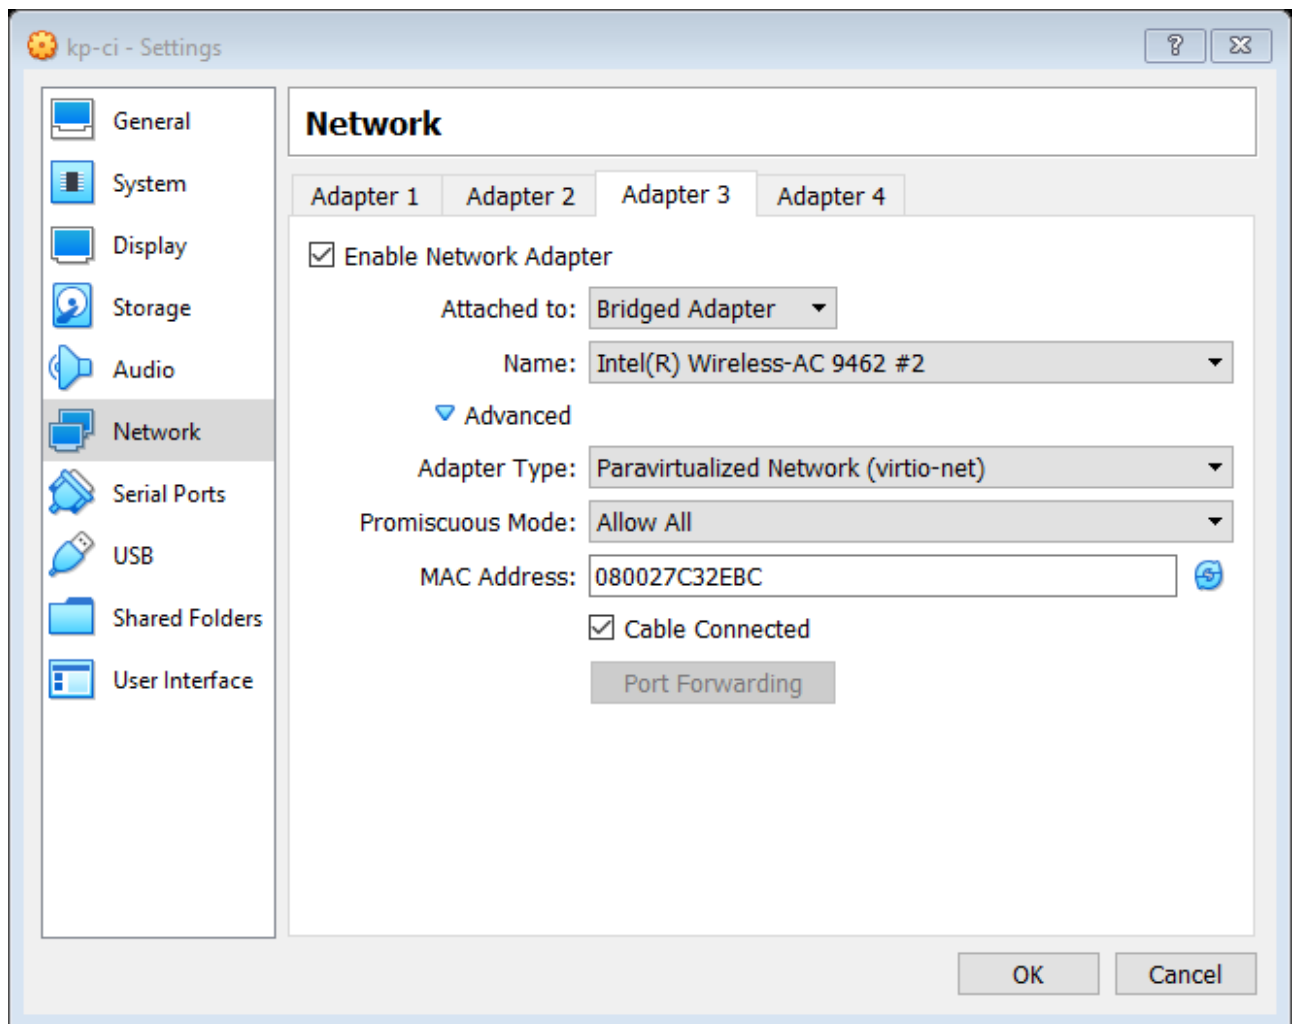 kp-ci - Settings
General
System
Display
Storage
Audio
Network
Serial Ports
USB
Shared Folders
User Interface
Network
Adapter 1 Adapter 2 Adapter 3 Adapter 4
Enable Network Adapter
Attached to: Bridged Adapter
Name: Intel(R) Wireless-AC 9462 #2
Advanced
Adapter Type: Paravirtualized Network (virtio-net)
Promiscuous Mode: Allow All
MAC Address: 080027C32EBC
Cable Connected
Port Forwarding
OK Cancel